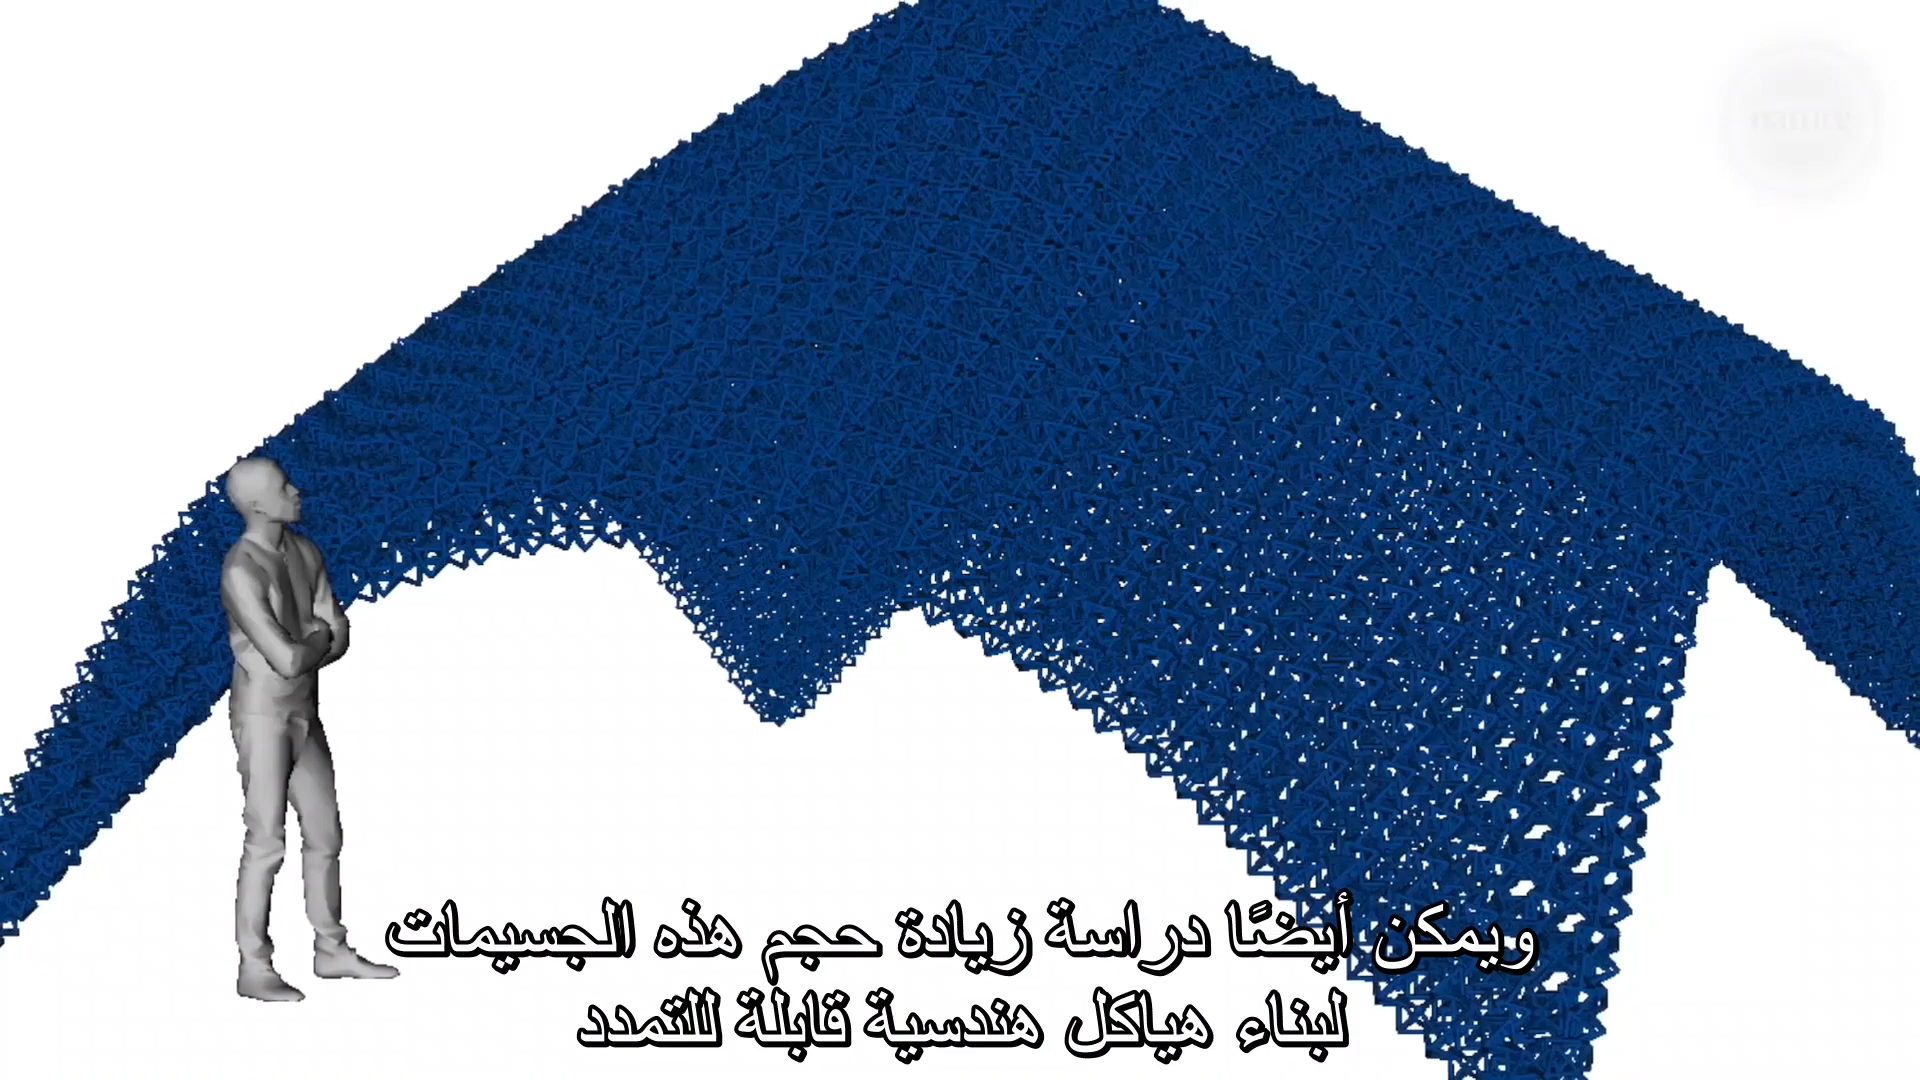 ويمكن أيضًا دراسة زيادة حجم هذه الجسيمات
لبناء هياكل هندسية قابلة للتمدد